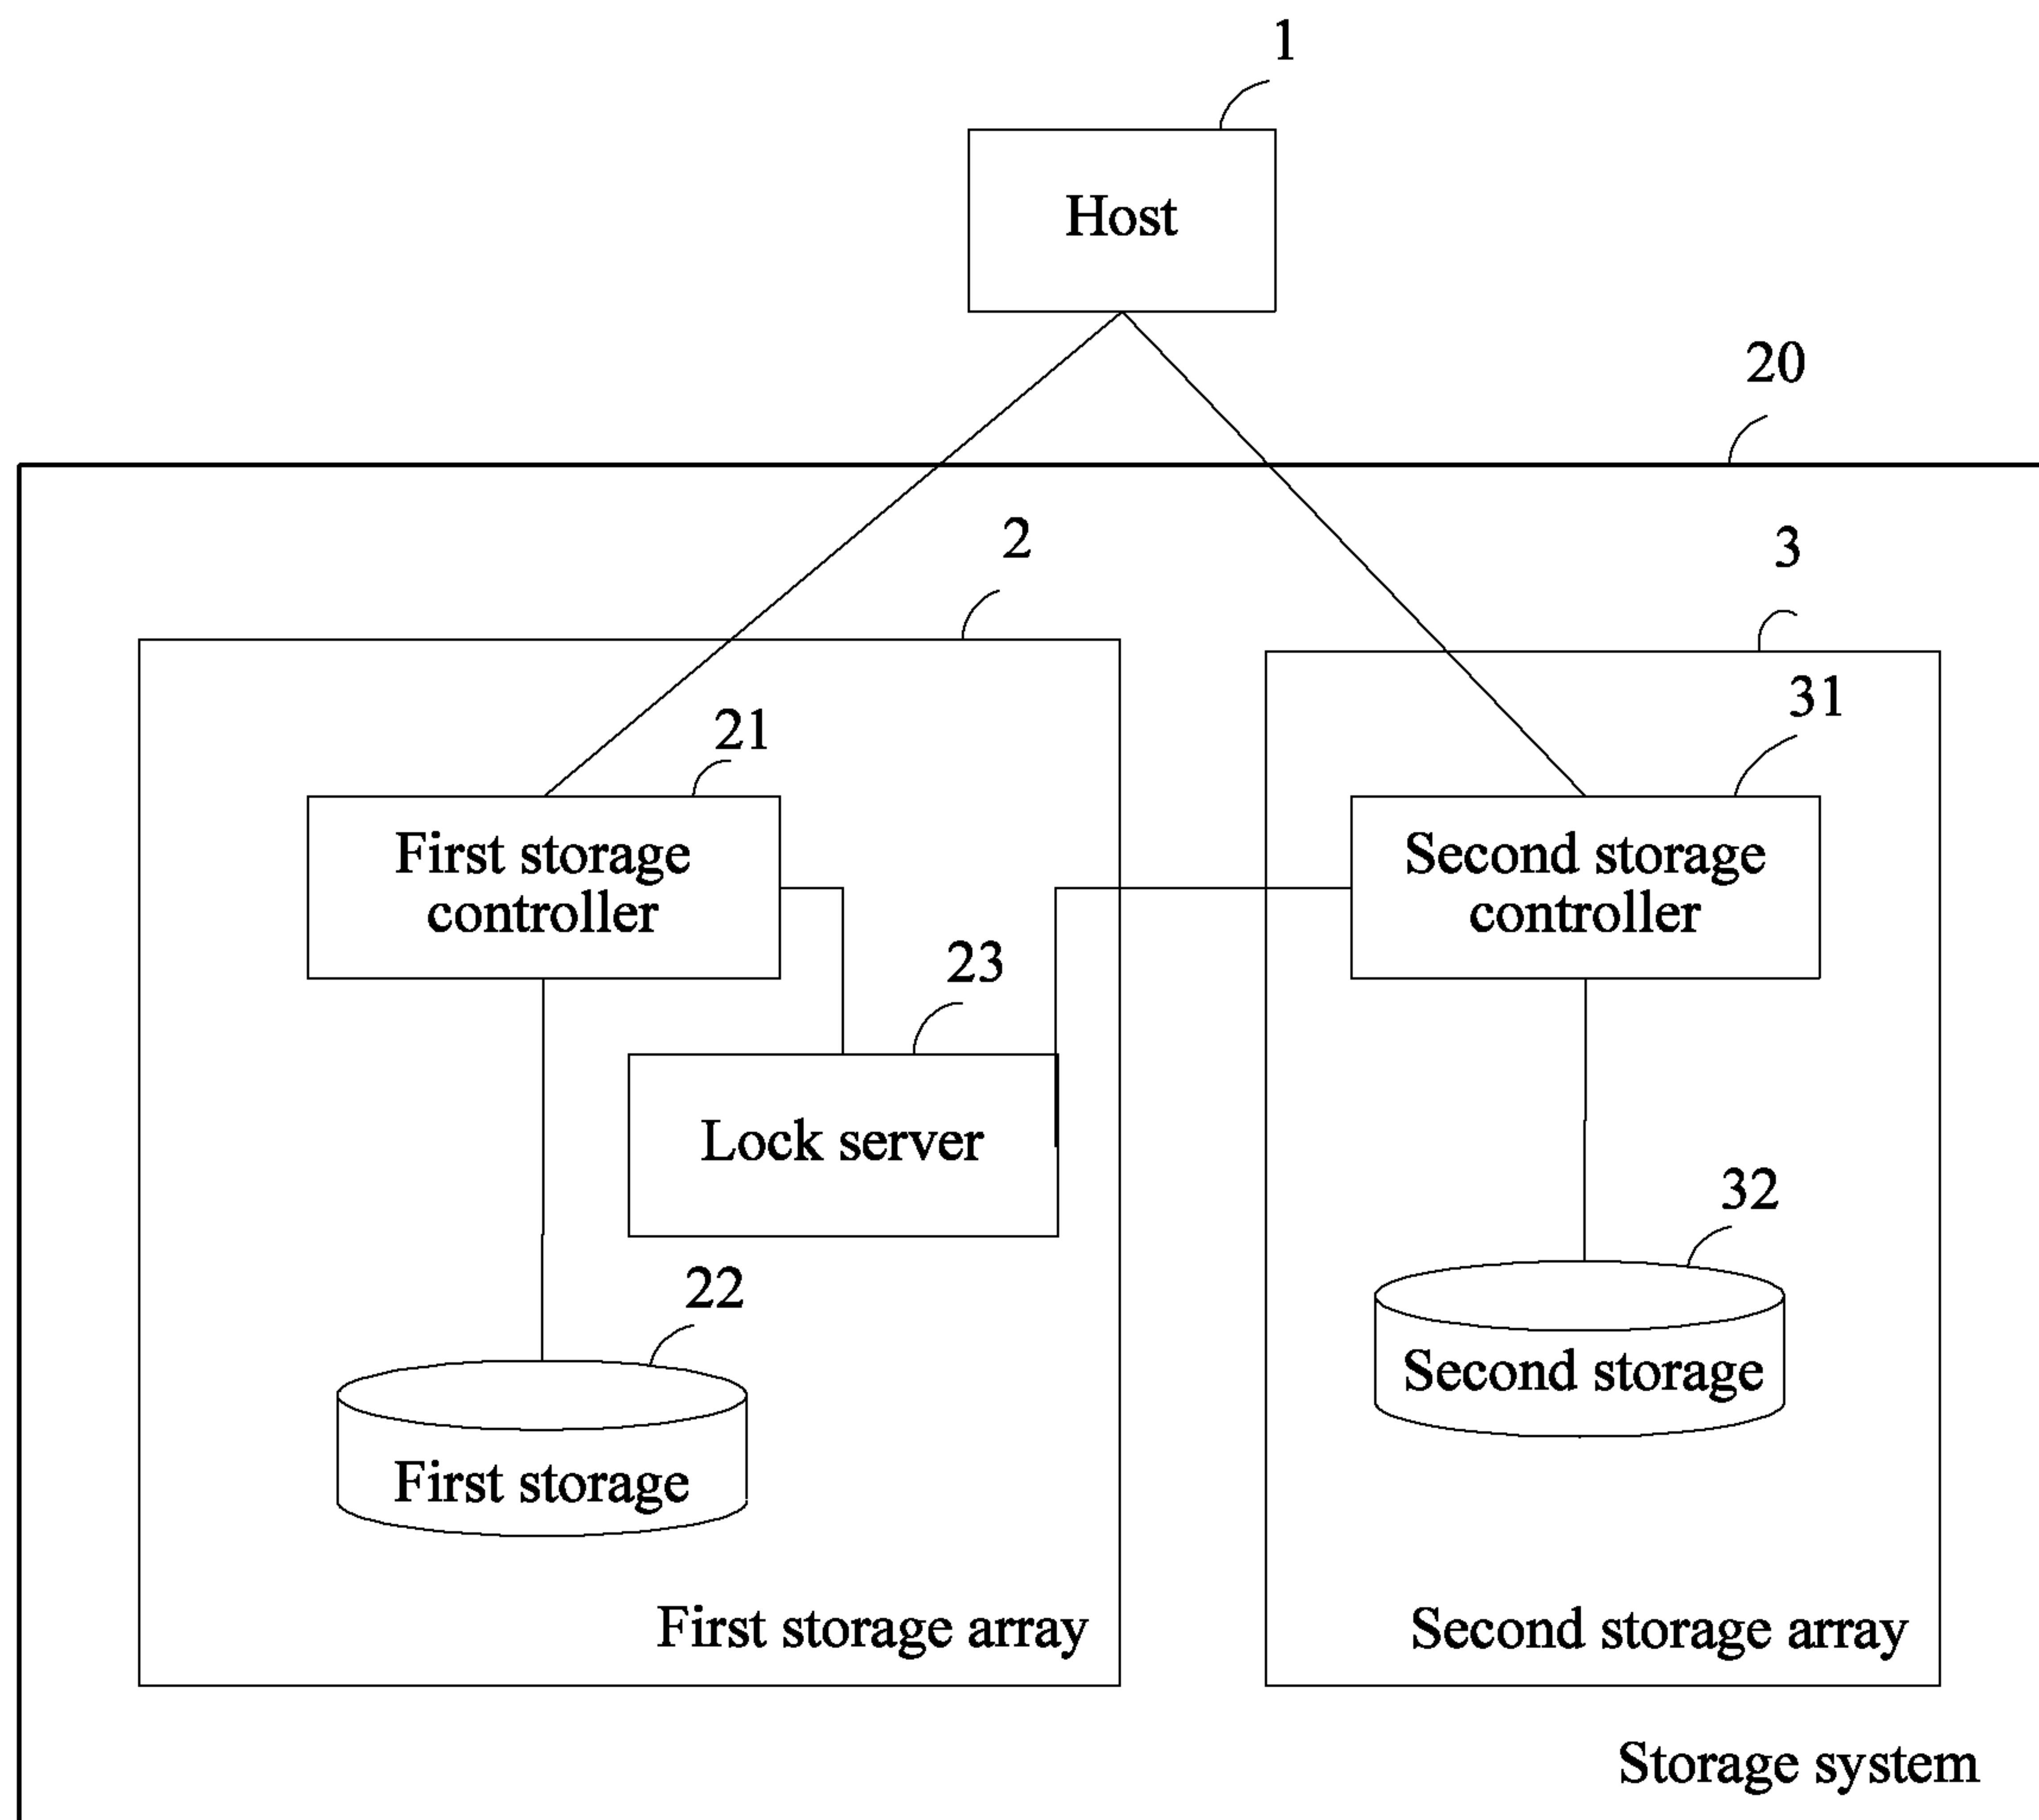 1
Host
20
2
3
31
21
First storage
controller
Second storage
controller
23
Lock server
32
22
Second storage
First storage
First storage array
Second storage array
Storage system